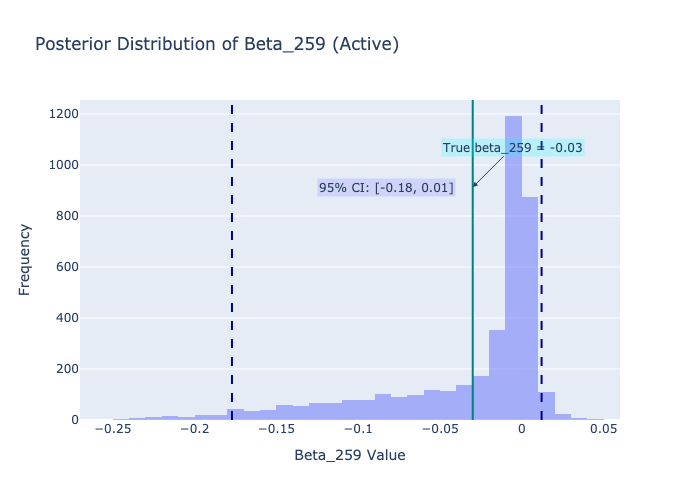 Posterior Distribution of Beta_259 (Active)
1200
True beta_259 = -0.03
1000
95% CI: [-0.18, 0.01]
800
Frequency
600
400
200
0
−0.25 −0.2 −0.15 −0.1 −0.05 0 0.05
Beta_259 Value